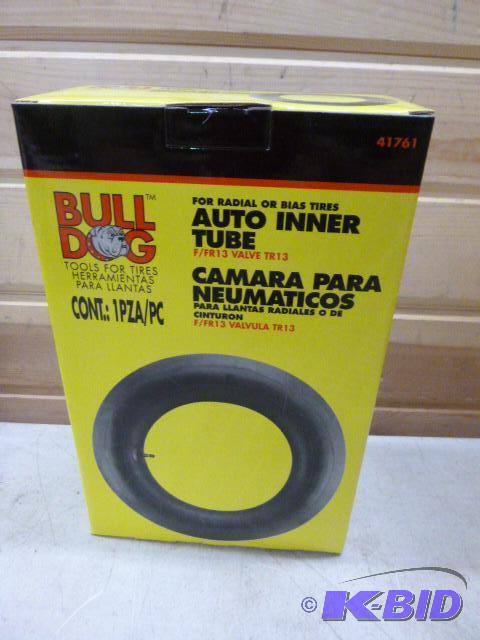 41761
BULL DOG™
TOOLS FOR TIRES
HERRAMIENTAS
PARA LLANTAS
CONT.: 1PZA/PC
FOR RADIAL OR BIAS TIRES
AUTO INNER
TUBE
F/FR13 VALVE TR13
CAMARA PARA
NEUMATICOS
PARA LLANTAS RADIALES O DE
CINTURON
F/FR13 VALVULA TR13
© K-BID